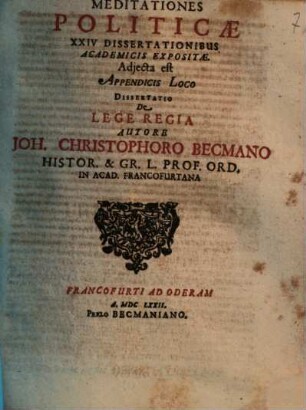 MEDITATIONES
POLITICÆ
XXIV DISSERTATIONIBUS
ACADEMICIS EXPOSITÆ.
Adjecta est
APPENDICIS LOCO
DISSERTATIO
De
LEGE REGIA
AUTORE
JOH. CHRISTOPHORO BECMANO
HISTOR. & GR. L. PROF. ORD.
IN ACAD. FRANCOFURTANA
FRANCOFURTI AD ODERAM
A. MDC LXXII.
PRELO BECMANIANO.